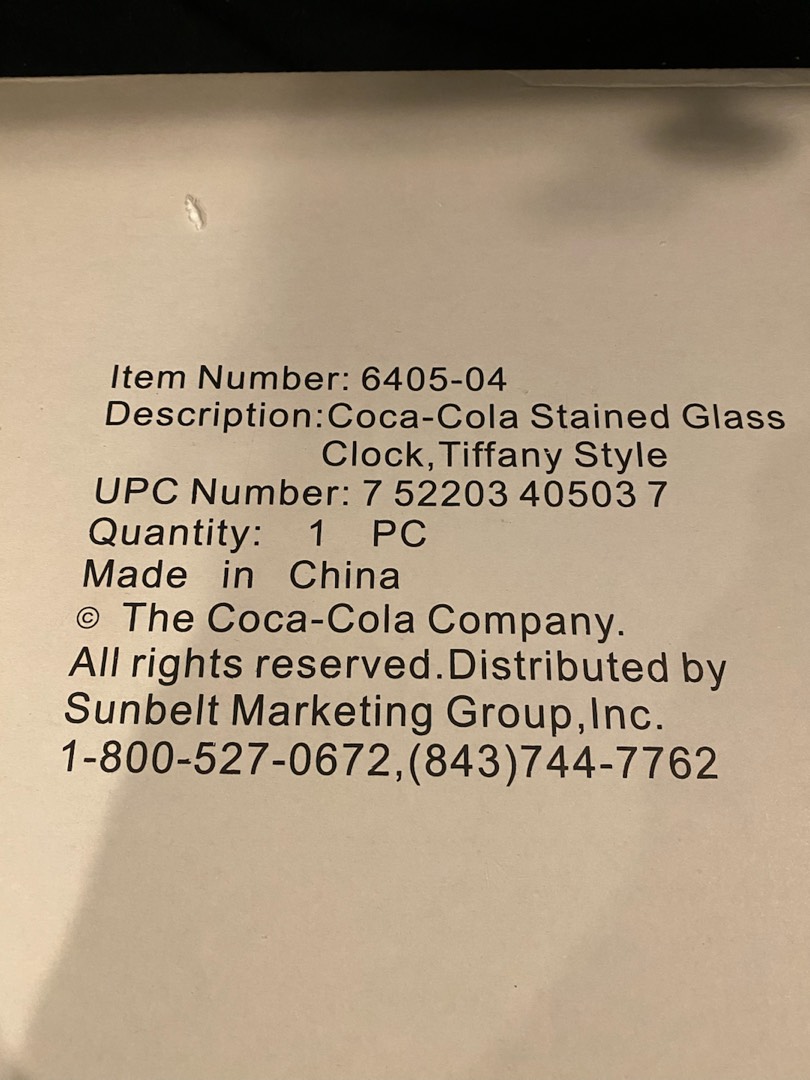 Item Number: 6405-04
Description:Coca-Cola Stained Glass
Clock,Tiffany Style
UPC Number: 7 52203 40503 7
Quantity: 1 PC
Made in China
© The Coca-Cola Company.
All rights reserved.Distributed by
Sunbelt Marketing Group,Inc.
1-800-527-0672,(843)744-7762